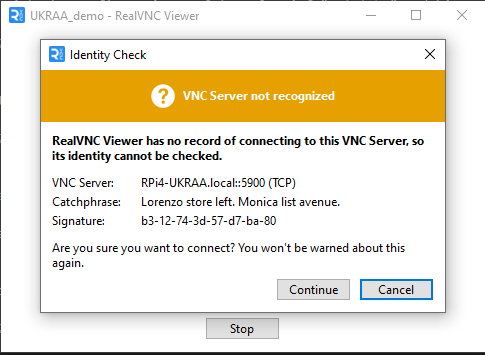 UKRAA_demo - RealVNC Viewer
Identity Check
VNC Server not recognized
RealVNC Viewer has no record of connecting to this VNC Server, so
its identity cannot be checked.
VNC Server: RPi4-UKRAA.local::5900 (TCP)
Catchphrase: Lorenzo store left. Monica list avenue.
Signature: b3-12-74-3d-57-d7-ba-80
Are you sure you want to connect? You won't be warned about this
again.
Continue Cancel
Stop